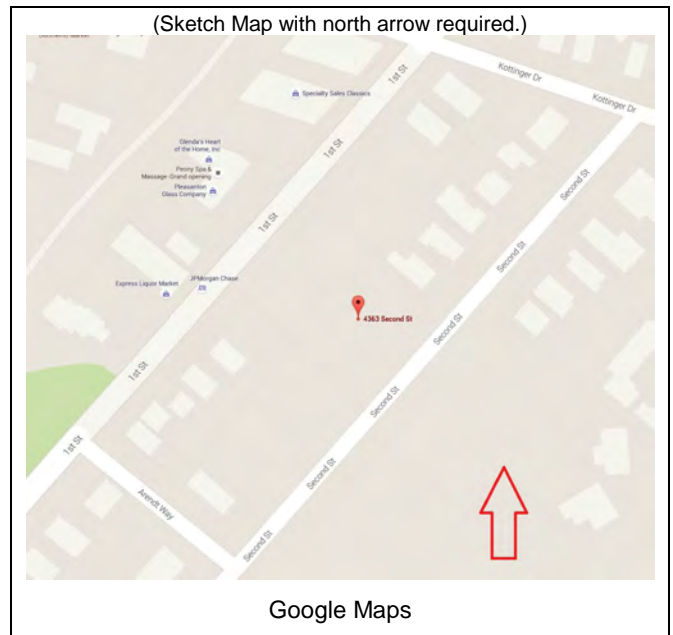 (Sketch Map with north arrow required.)
1st St
Kottinger Dr
Kottinger Dr
Specialty Sales Classics
1st St
Glenda's Heart
of the Home, Inc
Peony Spa &
Massage-Grand opening
Pleasanton
Glass Company
Second St
1st St
Second St
Express Liquor Market
JPMorgan Chase
4363 Second St
Second St
1st St
Second St
1st St
Second St
Arendt Way
Second St
Google Maps